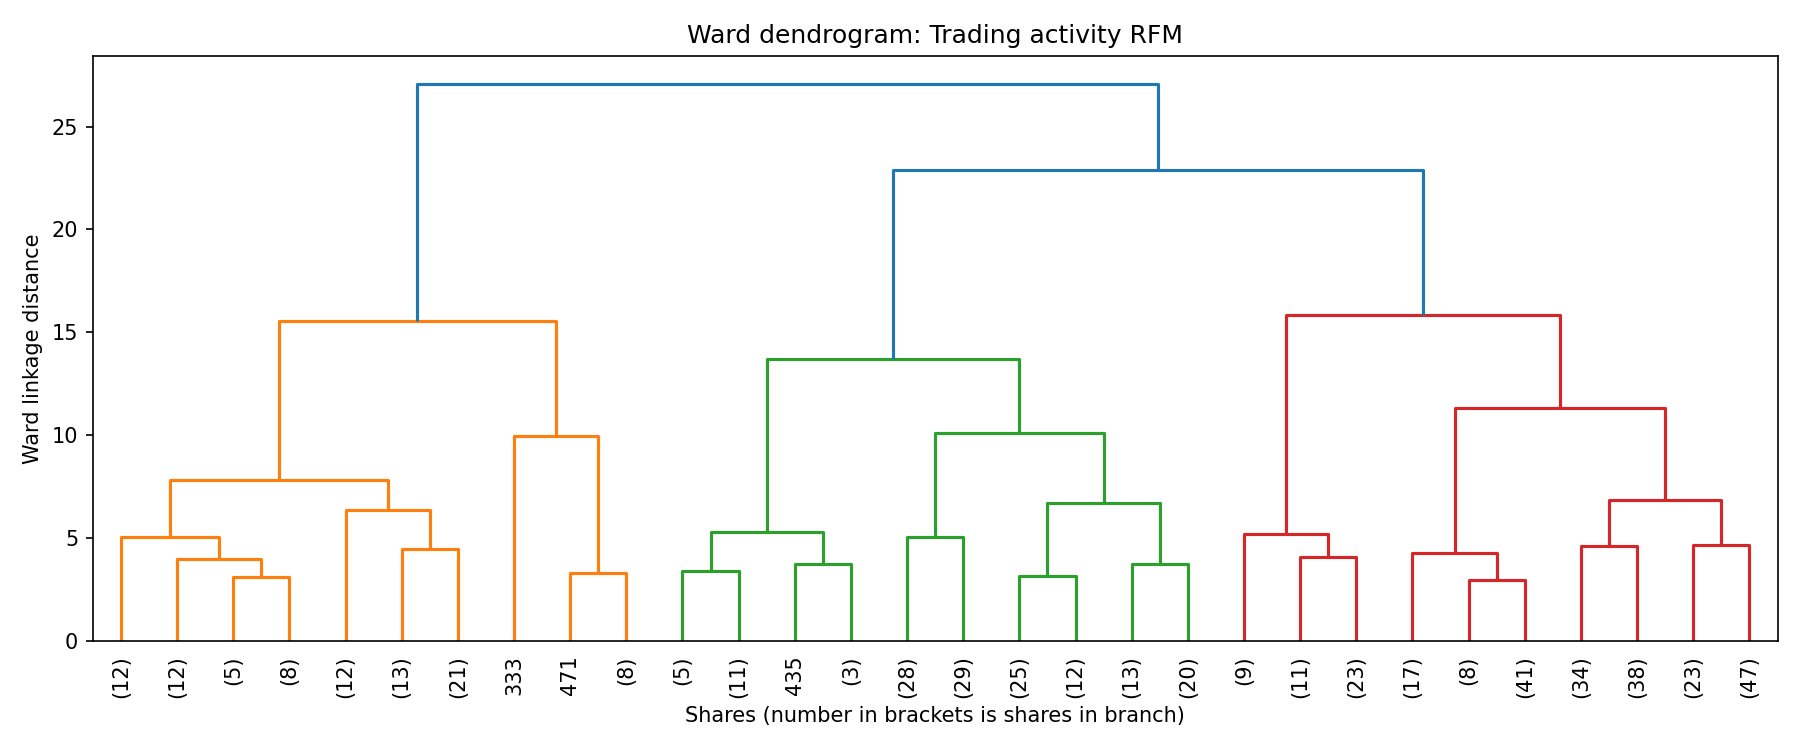 Ward dendrogram: Trading activity RFM
Ward linkage distance
25
20
15
10
5
0
(12) (12) (5) (8) (12) (13) (21) 333 471 (8) (5) (11) 435 (3) (28) (29) (25) (12) (13) (20) (9) (11) (23) (17) (8) (41) (34) (38) (23) (47)
Shares (number in brackets is shares in branch)